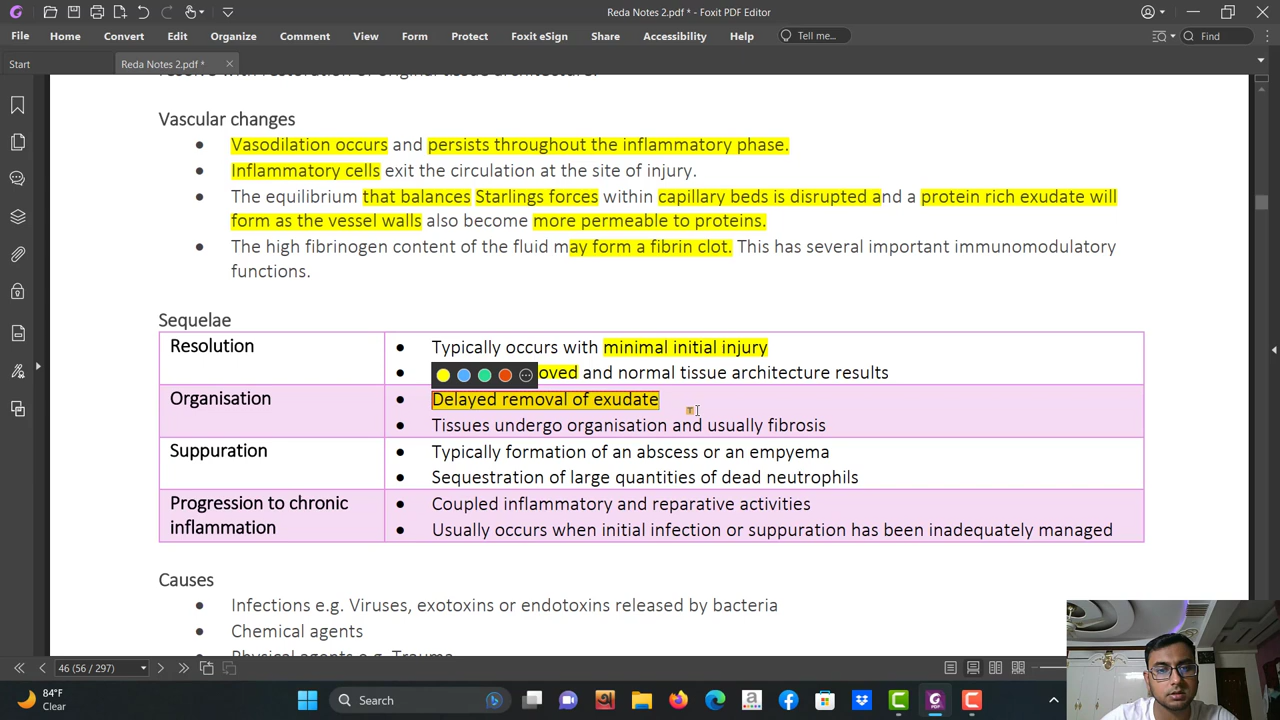 Reda Notes 2.pdf * - Foxit PDF Editor
File Home Convert Edit Organize Comment View Form Protect Foxit eSign Share Accessibility Help Tell me... Find
Start Reda Notes 2.pdf *
Vascular changes
Vasodilation occurs and persists throughout the inflammatory phase.
Inflammatory cells exit the circulation at the site of injury.
The equilibrium that balances Starlings forces within capillary beds is disrupted and a protein rich exudate will
form as the vessel walls also become more permeable to proteins.
The high fibrinogen content of the fluid may form a fibrin clot. This has several important immunomodulatory
functions.
Sequelae
Resolution
Typically occurs with minimal initial injury
oved and normal tissue architecture results
Organisation
Delayed removal of exudate
Tissues undergo organisation and usually fibrosis
Suppuration
Typically formation of an abscess or an empyema
Sequestration of large quantities of dead neutrophils
Progression to chronic
inflammation
Coupled inflammatory and reparative activities
Usually occurs when initial infection or suppuration has been inadequately managed
Causes
Infections e.g. Viruses, exotoxins or endotoxins released by bacteria
Chemical agents
Physical agents e.g. Trauma
46 (56 / 297)
84°F
Clear
Search